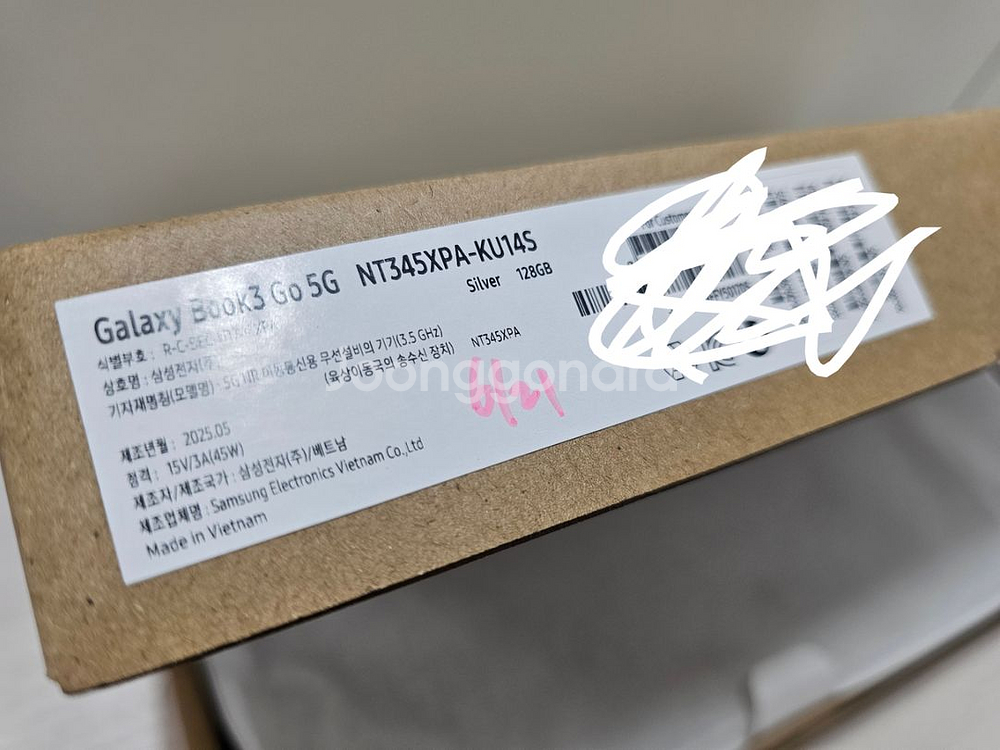 Galaxy Book3 Go 5G NT345XPA-KU14S
Silver 128GB
식별부호 : R-C-SEC
상호명 : 삼성전자(주
기자재명칭(모델명) : 5G 이동통신용 무선설비의 기기(3.5 GHz) NT345XPA
(육상이동국의 송수신 장치)
제조년월 : 2025.05
정격 : 15V/3A(45W)
제조자/제조국가 : 삼성전자(주)/베트남
제조업체명 : Samsung Electronics Vietnam Co.,Ltd
Made in Vietnam
For Customer
joonggonara